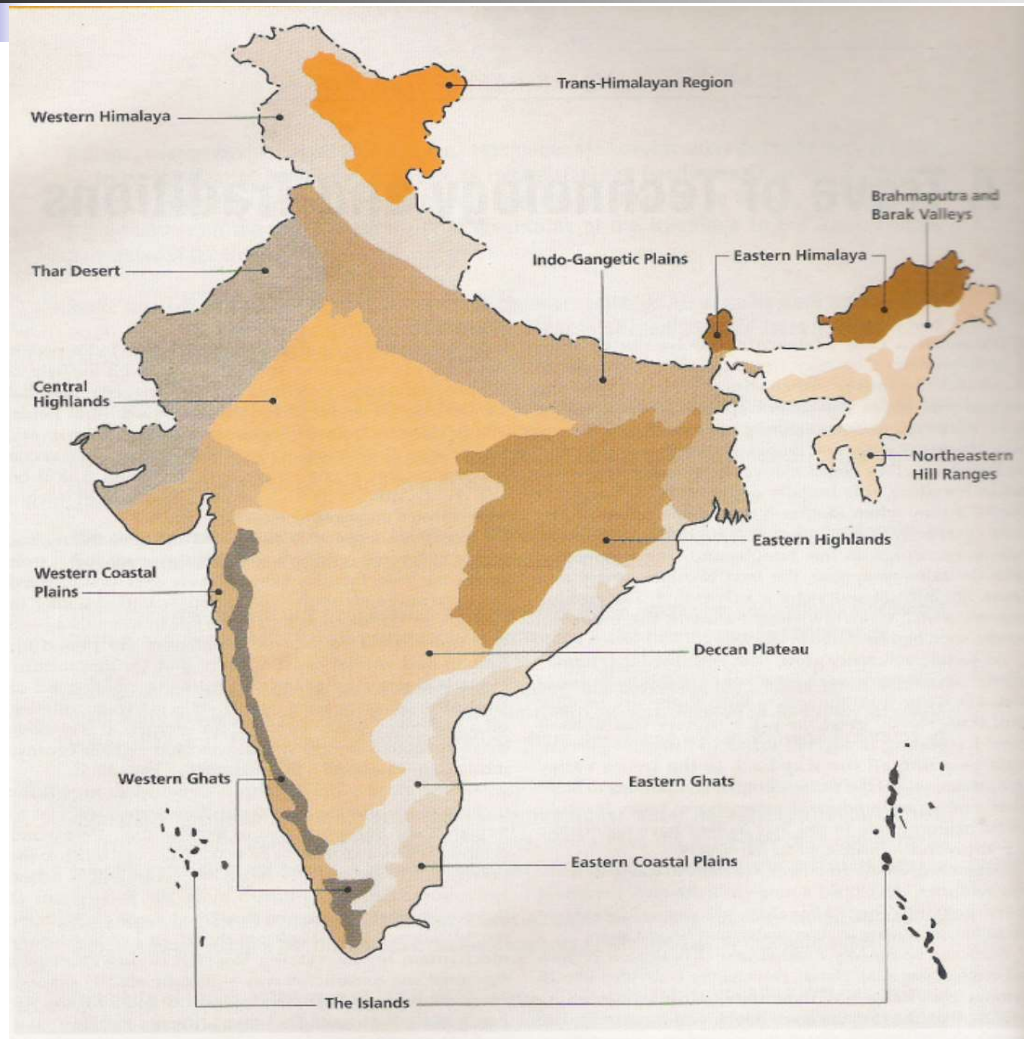 Trans-Himalayan Region
Western Himalaya
Brahmaputra and
Barak Valleys
Indo-Gangetic Plains
Eastern Himalaya
Thar Desert
Central
Highlands
Northeastern
Hill Ranges
Eastern Highlands
Western Coastal
Plains
Deccan Plateau
Western Ghats
Eastern Ghats
Eastern Coastal Plains
The Islands